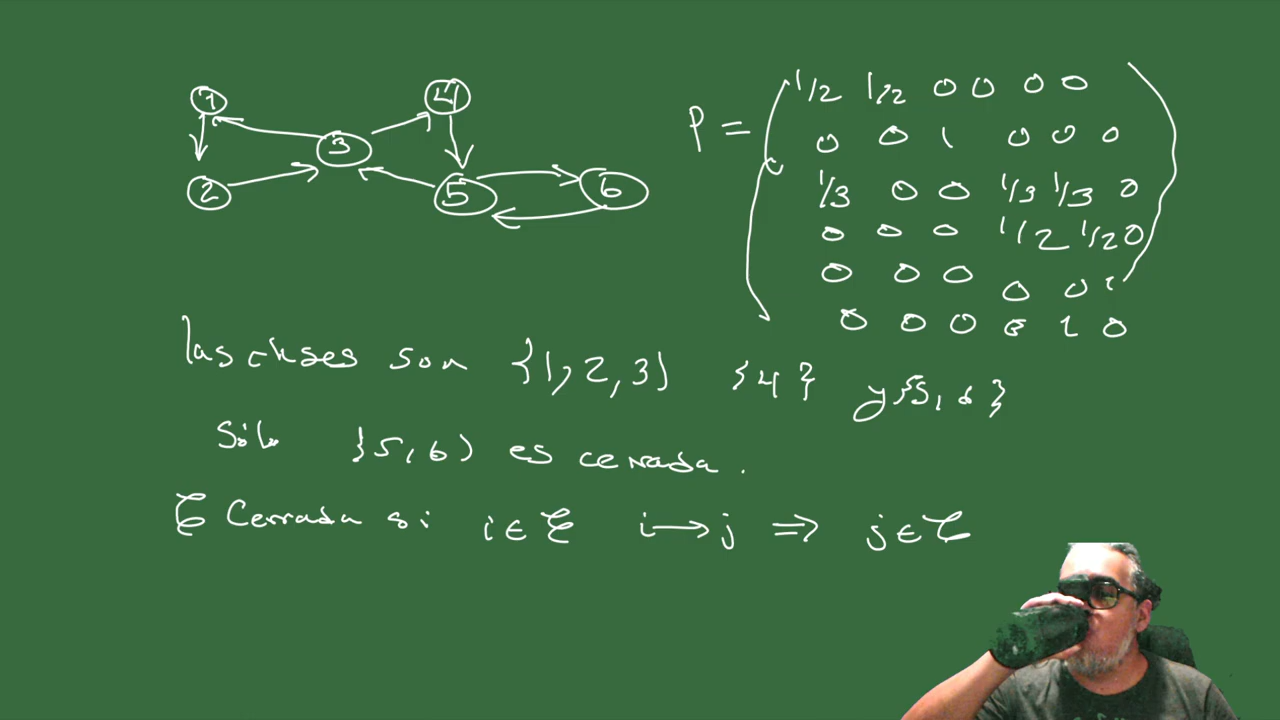 1 4
3
2 5 6
P = ( 1/2 1/2 0 0 0 0
0 0 1 0 0 0
1/3 0 0 1/3 1/3 0
0 0 0 1/2 1/2 0
0 0 0 0 0 1
0 0 0 0 1 0 )
las clases son {1, 2, 3} {4} y {5, 6}
Sólo {5, 6} es cerrada.
C Cerrada si i ∈ C i → j ⇒ j ∈ C